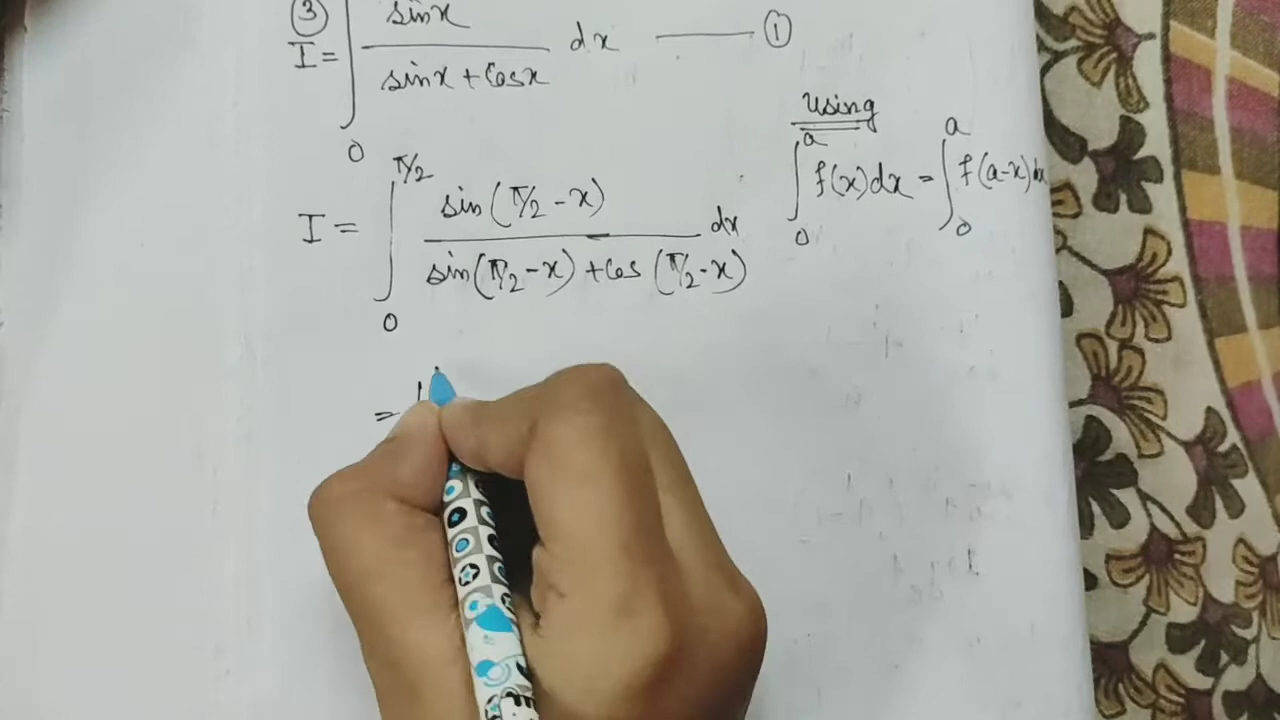 ③ I = ∫₀ sinx / (sinx + cosx) dx —— ①
Using
∫₀^a f(x)dx = ∫₀^a f(a-x)dx
I = ∫₀^(π/2) sin(π/2 - x) / (sin(π/2 - x) + cos(π/2 - x)) dx
=